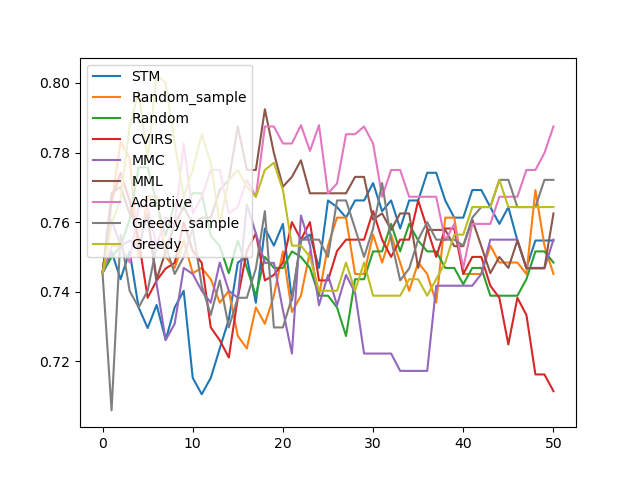 0.80
0.78
0.76
0.74
0.72
STM
Random_sample
Random
CVIRS
MMC
MML
Adaptive
Greedy_sample
Greedy
0 10 20 30 40 50